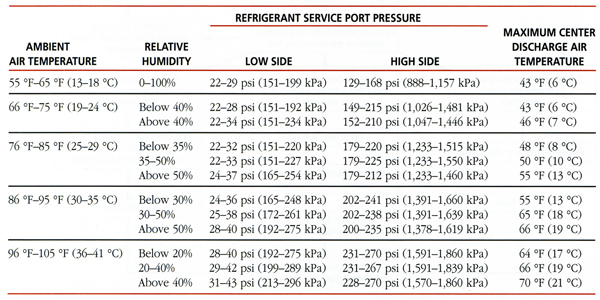 REFRIGERANT SERVICE PORT PRESSURE
AMBIENT AIR TEMPERATURE RELATIVE HUMIDITY LOW SIDE HIGH SIDE MAXIMUM CENTER DISCHARGE AIR TEMPERATURE
55 °F–65 °F (13–18 °C) 0–100% 22–29 psi (151–199 kPa) 129–168 psi (888–1,157 kPa) 43 °F (6 °C)
66 °F–75 °F (19–24 °C) Below 40% 22–28 psi (151–192 kPa) 149–215 psi (1,026–1,481 kPa) 43 °F (6 °C)
Above 40% 22–34 psi (151–234 kPa) 152–210 psi (1,047–1,446 kPa) 46 °F (7 °C)
76 °F–85 °F (25–29 °C) Below 35% 22–32 psi (151–220 kPa) 179–220 psi (1,233–1,515 kPa) 48 °F (8 °C)
35–50% 22–33 psi (151–227 kPa) 179–225 psi (1,233–1,550 kPa) 50 °F (10 °C)
Above 50% 24–37 psi (165–254 kPa) 179–212 psi (1,233–1,460 kPa) 55 °F (13 °C)
86 °F–95 °F (30–35 °C) Below 30% 24–36 psi (165–248 kPa) 202–241 psi (1,391–1,660 kPa) 55 °F (13 °C)
30–50% 25–38 psi (172–261 kPa) 202–238 psi (1,391–1,639 kPa) 65 °F (18 °C)
Above 50% 28–40 psi (192–275 kPa) 200–235 psi (1,378–1,619 kPa) 66 °F (19 °C)
96 °F–105 °F (36–41 °C) Below 20% 28–40 psi (192–275 kPa) 231–270 psi (1,591–1,860 kPa) 64 °F (17 °C)
20–40% 29–42 psi (199–289 kPa) 231–267 psi (1,591–1,839 kPa) 66 °F (19 °C)
Above 40% 31–43 psi (213–296 kPa) 228–270 psi (1,570–1,860 kPa) 70 °F (21 °C)